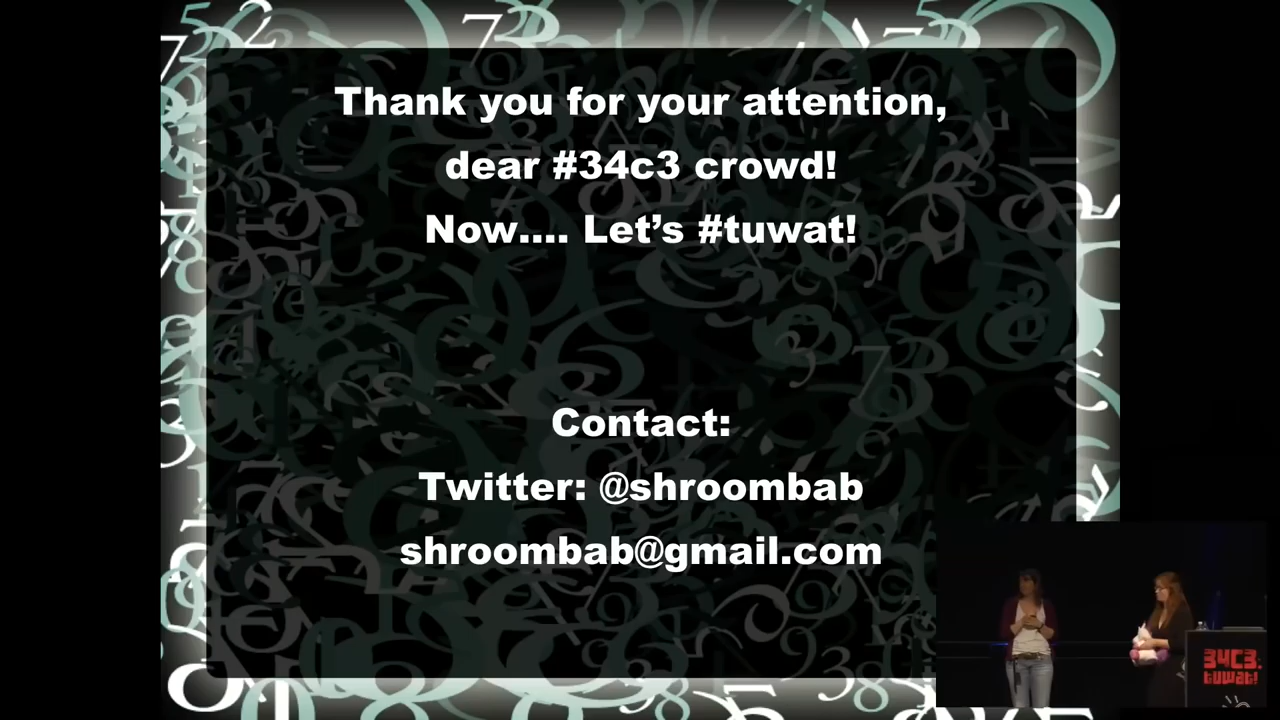 Thank you for your attention,
dear #34c3 crowd!
Now.... Let’s #tuwat!
Contact:
Twitter: @shroombab
shroombab@gmail.com
34C3.
tuwat!